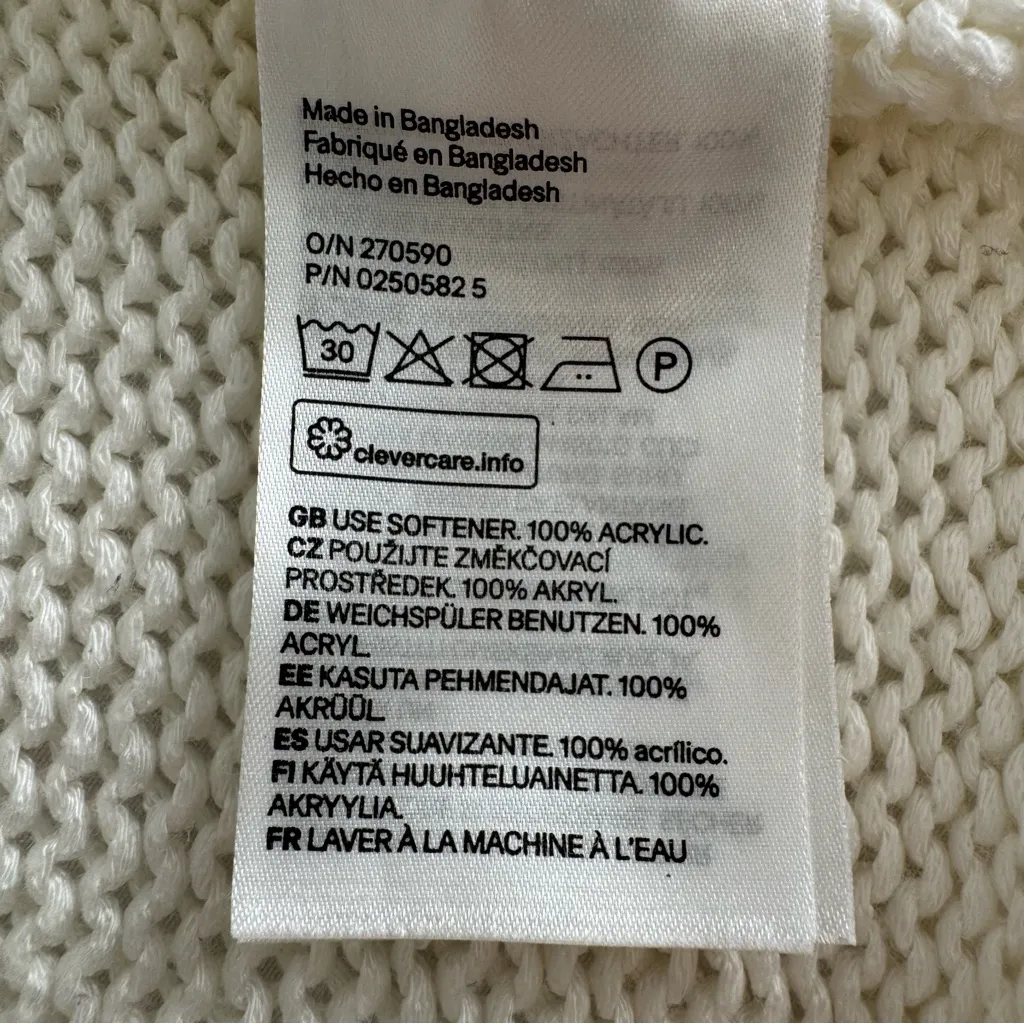 Made in Bangladesh
Fabriqué en Bangladesh
Hecho en Bangladesh
O/N 270590
P/N 0250582 5
30
P
clevercare.info
GB USE SOFTENER. 100% ACRYLIC.
CZ POUŽIJTE ZMĚKČOVACÍ
PROSTŘEDEK. 100% AKRYL.
DE WEICHSPÜLER BENUTZEN. 100%
ACRYL.
EE KASUTA PEHMENDAJAT. 100%
AKRÜÜL.
ES USAR SUAVIZANTE. 100% acrílico.
FI KÄYTÄ HUUHTELUAINETTA. 100%
AKRYYLIA.
FR LAVER À LA MACHINE À L'EAU